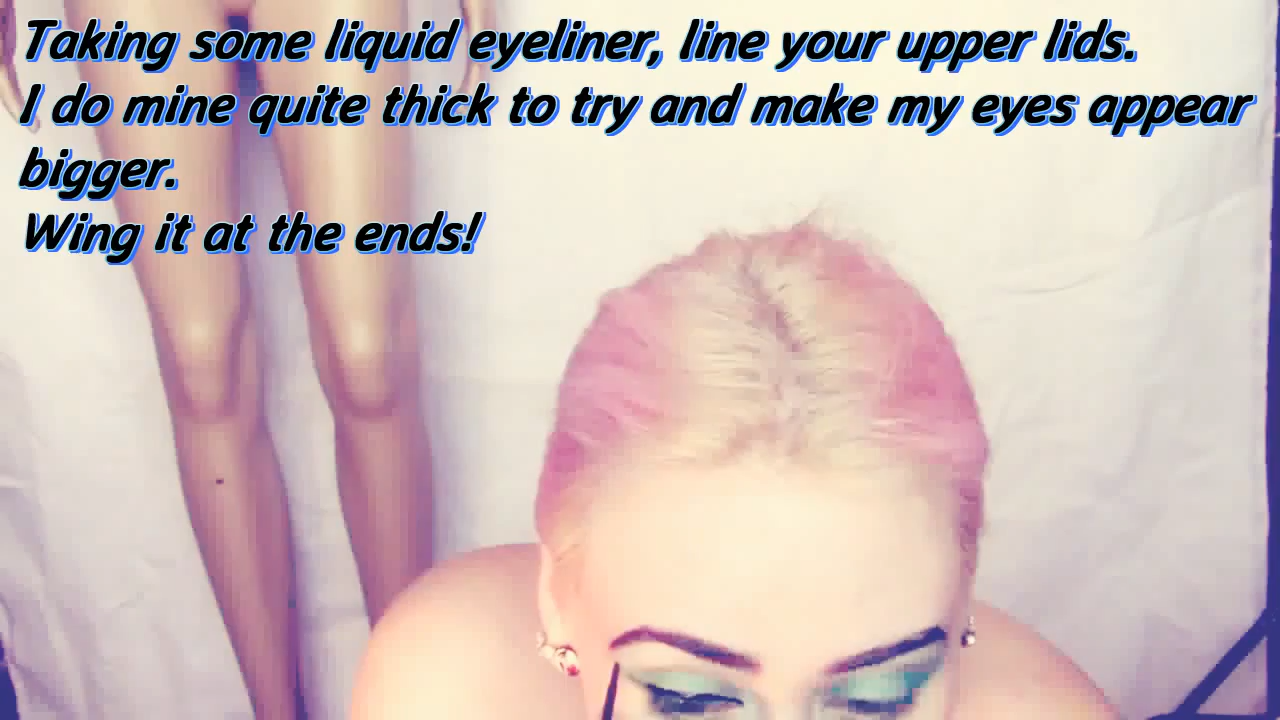 Taking some liquid eyeliner, line your upper lids.
I do mine quite thick to try and make my eyes appear
bigger.
Wing it at the ends!